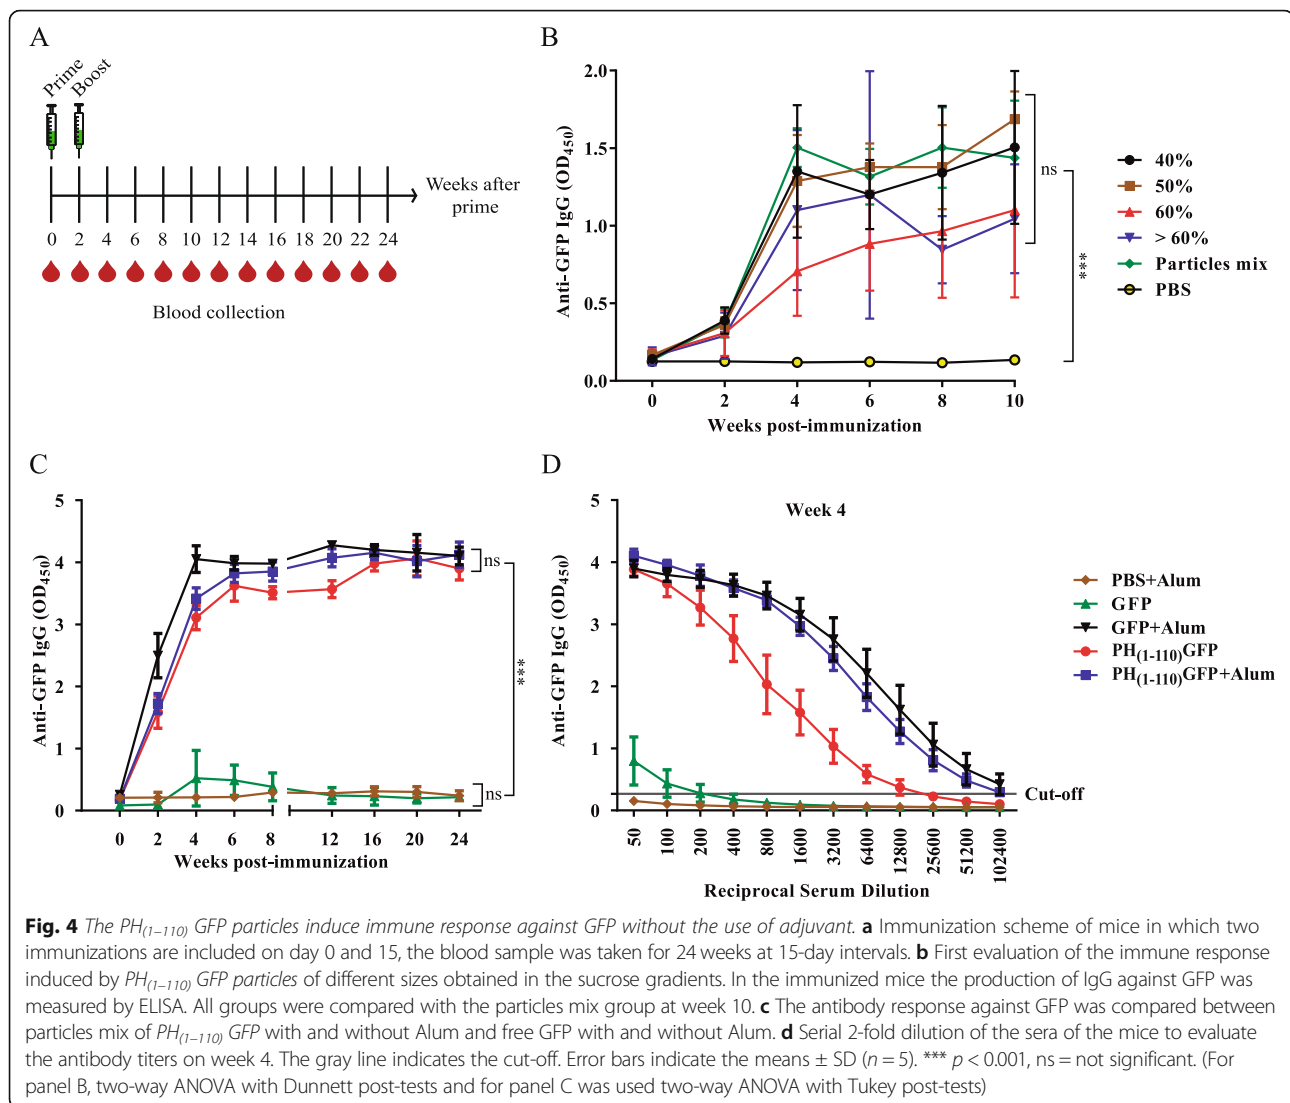 A
Prime
Boost
Weeks after
prime
0 2 4 6 8 10 12 14 16 18 20 22 24
Blood collection
B
Anti-GFP IgG (OD450)
2.0
1.5
1.0
0.5
0.0
0 2 4 6 8 10
Weeks post-immunization
ns
***
40%
50%
60%
> 60%
Particles mix
PBS
C
Anti-GFP IgG (OD450)
5
4
3
2
1
0
0 2 4 6 8 12 16 20 24
Weeks post-immunization
ns
***
ns
D
Week 4
Anti-GFP IgG (OD450)
5
4
3
2
1
0
Cut-off
50 100 200 400 800 1600 3200 6400 12800 25600 51200 102400
Reciprocal Serum Dilution
PBS+Alum
GFP
GFP+Alum
PH(1-110)GFP
PH(1-110)GFP+Alum
Fig. 4 The PH(1–110) GFP particles induce immune response against GFP without the use of adjuvant. a Immunization scheme of mice in which two
immunizations are included on day 0 and 15, the blood sample was taken for 24 weeks at 15-day intervals. b First evaluation of the immune response
induced by PH(1–110) GFP particles of different sizes obtained in the sucrose gradients. In the immunized mice the production of IgG against GFP was
measured by ELISA. All groups were compared with the particles mix group at week 10. c The antibody response against GFP was compared between
particles mix of PH(1–110) GFP with and without Alum and free GFP with and without Alum. d Serial 2-fold dilution of the sera of the mice to evaluate
the antibody titers on week 4. The gray line indicates the cut-off. Error bars indicate the means ± SD (n = 5). *** p < 0.001, ns = not significant. (For
panel B, two-way ANOVA with Dunnett post-tests and for panel C was used two-way ANOVA with Tukey post-tests)